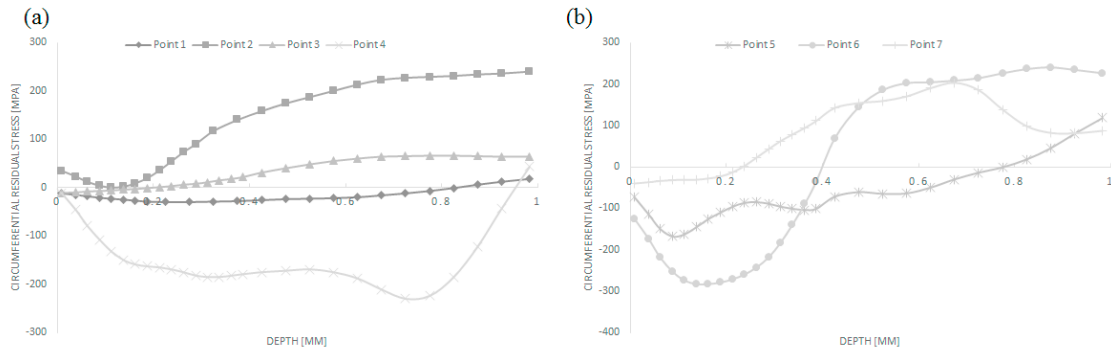 (a)
Point 1 Point 2 Point 3 Point 4
300
200
100
0
-100
-200
-300
0 0.2 0.4 0.6 0.8 1
CIRCUMFERENTIAL RESIDUAL STRESS [MPA]
DEPTH [MM]
(b)
Point 5 Point 6 Point 7
300
200
100
0
-100
-200
-300
-400
0 0.2 0.4 0.6 0.8 1
CIRCUMFERENTIAL RESIDUAL STRESS [MPA]
DEPTH [MM]